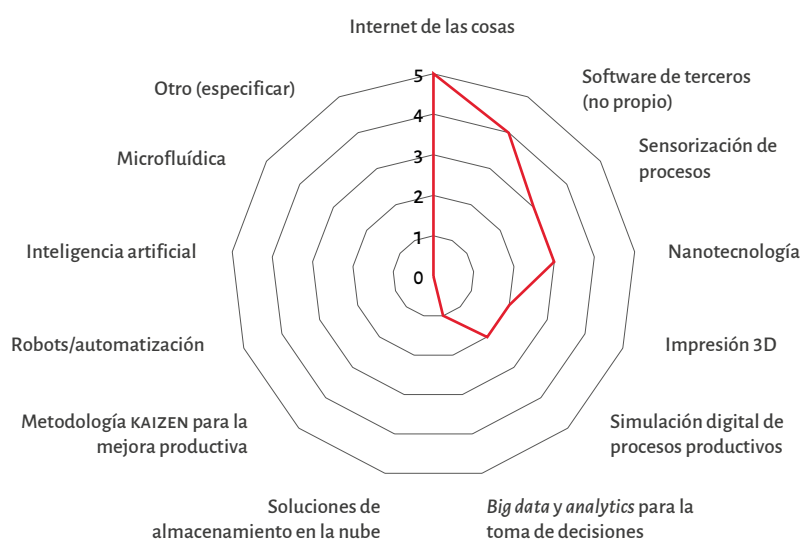 Internet de las cosas
Software de terceros
(no propio)
Sensorización de
procesos
Nanotecnología
Impresión 3D
Simulación digital de
procesos productivos
Big data y analytics para la
toma de decisiones
Soluciones de
almacenamiento en la nube
Metodología KAIZEN para la
mejora productiva
Robots/automatización
Inteligencia artificial
Microfluídica
Otro (especificar)
5
4
3
2
1
0